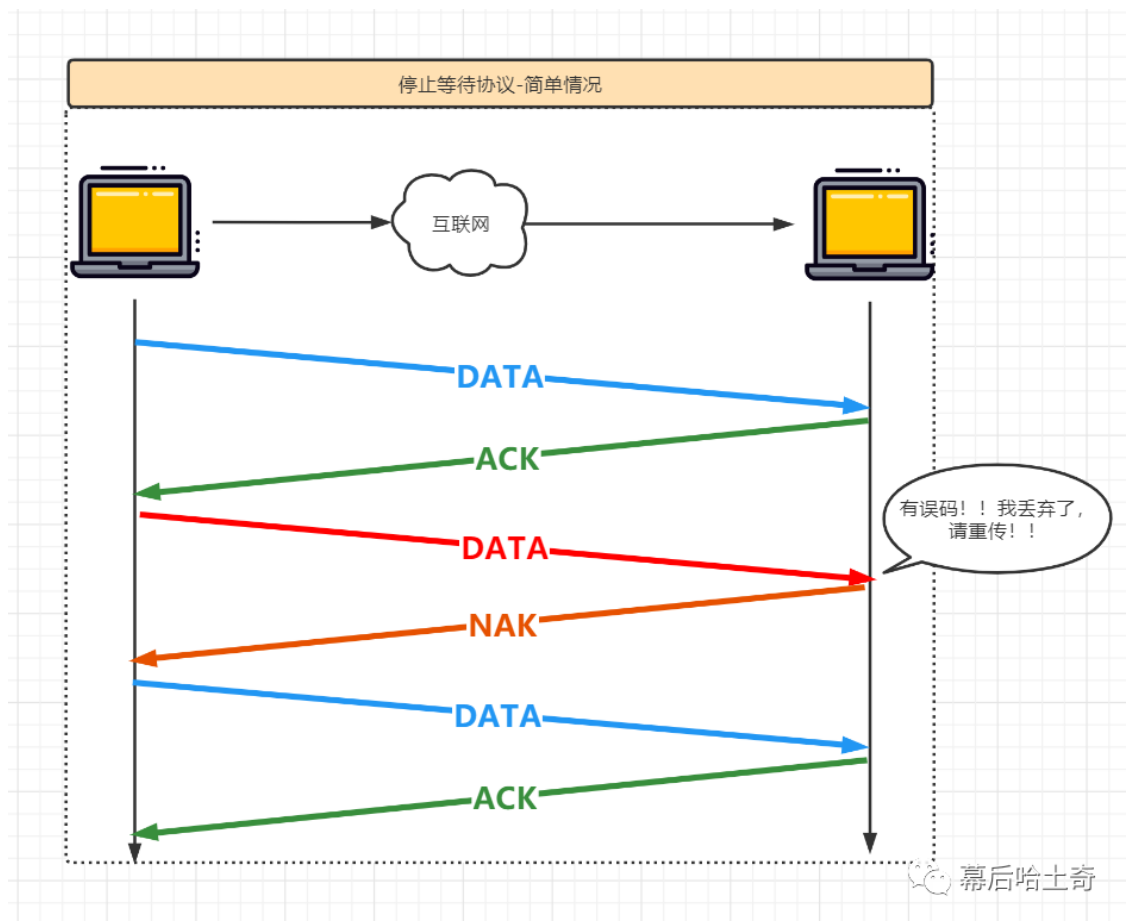 停止等待协议-简单情况
互联网
DATA
ACK
有误码！！我丢弃了，
请重传！！
DATA
NAK
DATA
ACK
幕后哈士奇